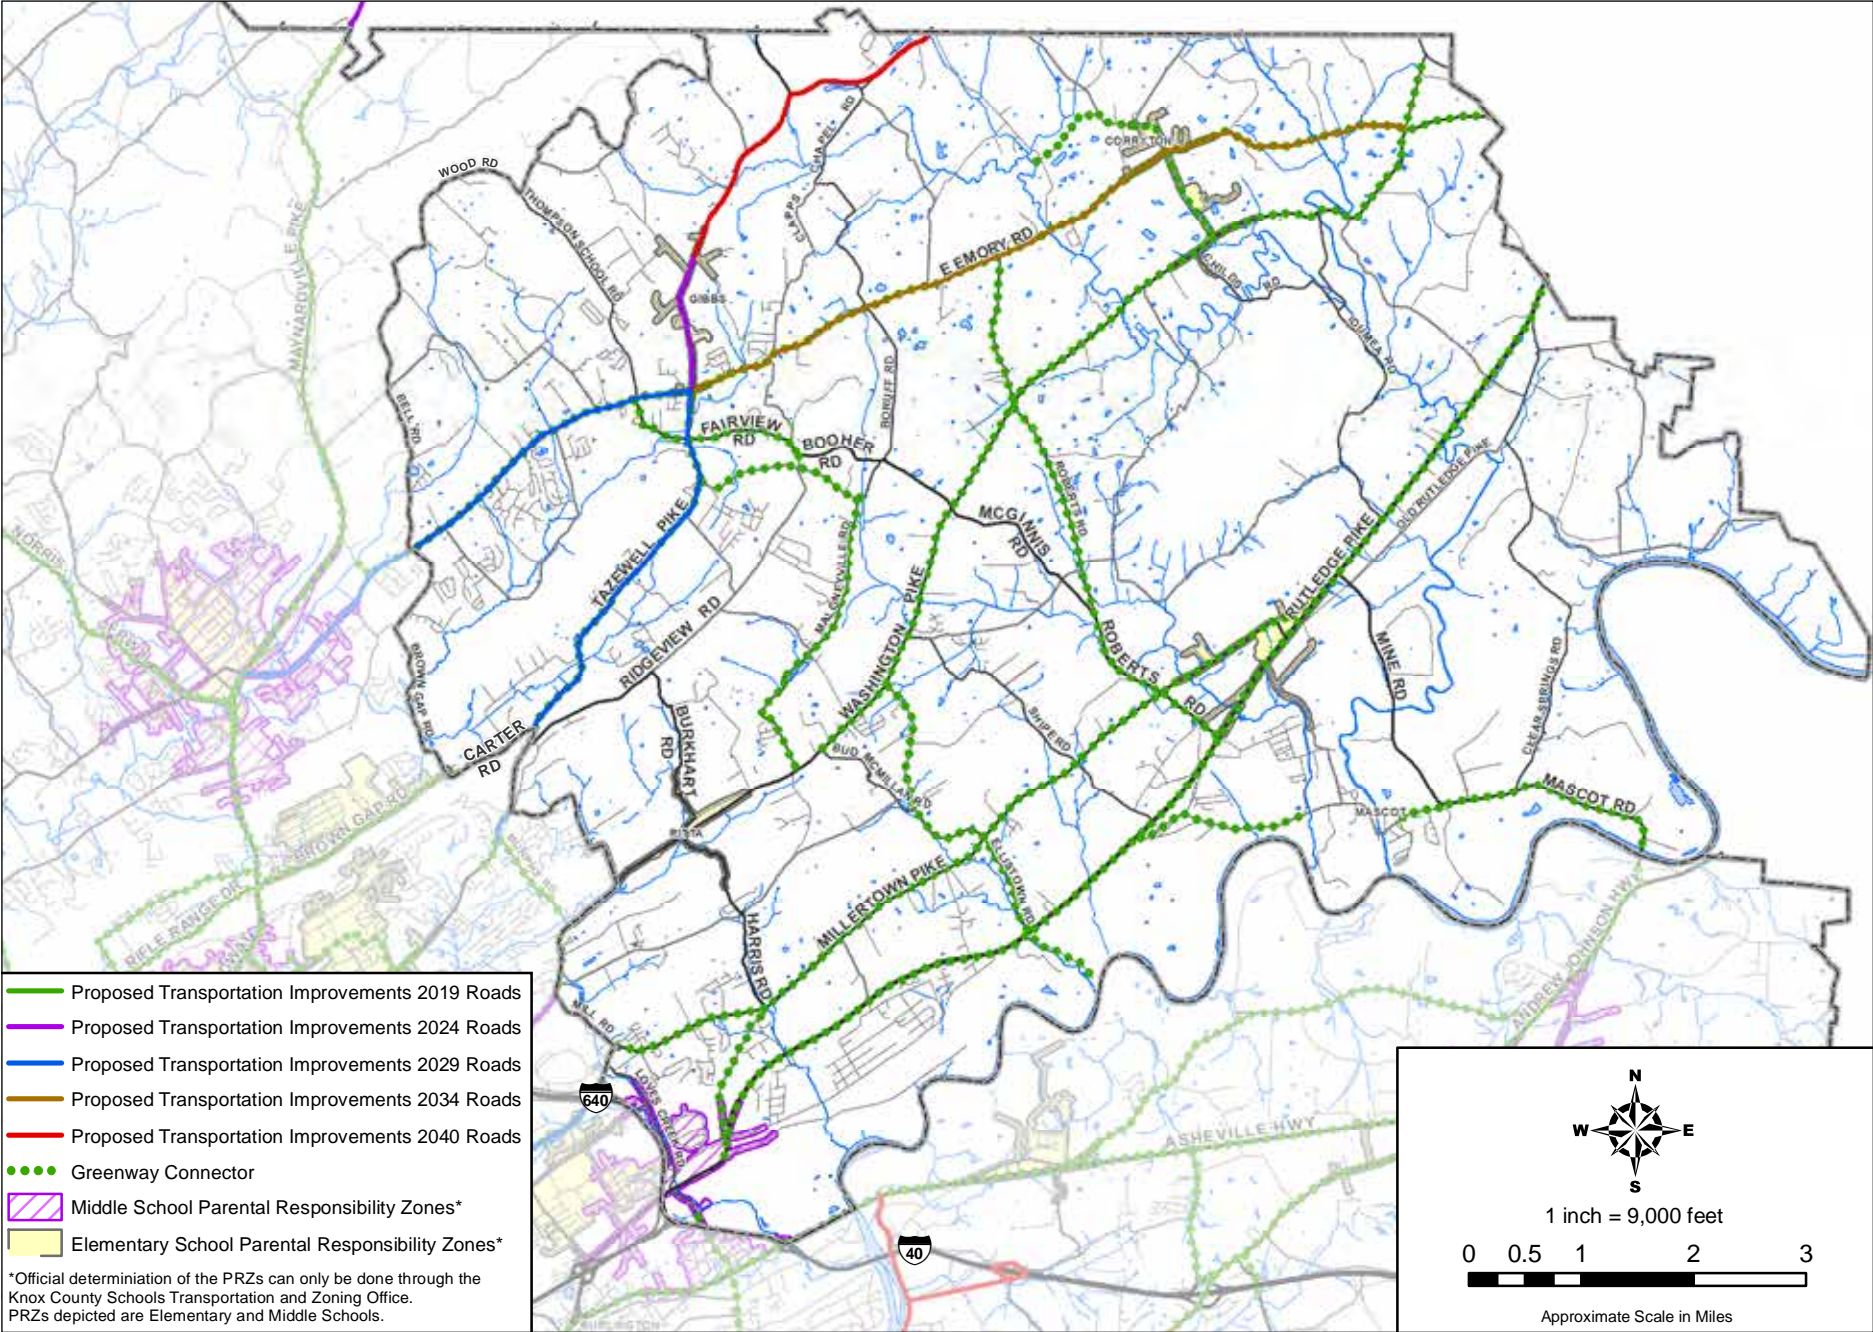 WOOD RD
THOMPSON SCHOOL RD
CLAPPS
CHAPEL
RD
CORRYTON
MAYNARDVILLE PIKE
GIBBS
E EMORY RD
CHILDS
RD
BELL RD
FAIRVIEW
RD
BOOHER
RD
BORUFF RD
ROBERTS RD
OLD RUTLEDGE PIKE
MCGINNIS
RD
NORRIS
TAZEWELL PIKE
MALONEYVILLE RD
RUTLEDGE PIKE
RIDGEVIEW RD
WASHINGTON PIKE
ROBERTS
RD
MINE RD
CLEAR SPRINGS RD
BROWN GAP RD
CARTER
RD
BURKHART
RD
SHIPE RD
BUD MCMILLAN RD
MASCOT RD
MASCOT
RITTA
BROWN GAP RD
RIFLE RANGE DR
MILLERTOWN PIKE
ELLISTOWN RD
HARRIS RD
ANDREW JOHNSON HWY
MILL RD
LOVES CREEK RD
640
ASHEVILLE HWY
40
BURLINGTON
Proposed Transportation Improvements 2019 Roads
Proposed Transportation Improvements 2024 Roads
Proposed Transportation Improvements 2029 Roads
Proposed Transportation Improvements 2034 Roads
Proposed Transportation Improvements 2040 Roads
Greenway Connector
Middle School Parental Responsibility Zones*
Elementary School Parental Responsibility Zones*
*Official determiniation of the PRZs can only be done through the
Knox County Schools Transportation and Zoning Office.
PRZs depicted are Elementary and Middle Schools.
N
W
E
S
1 inch = 9,000 feet
0 0.5 1 2 3
Approximate Scale in Miles